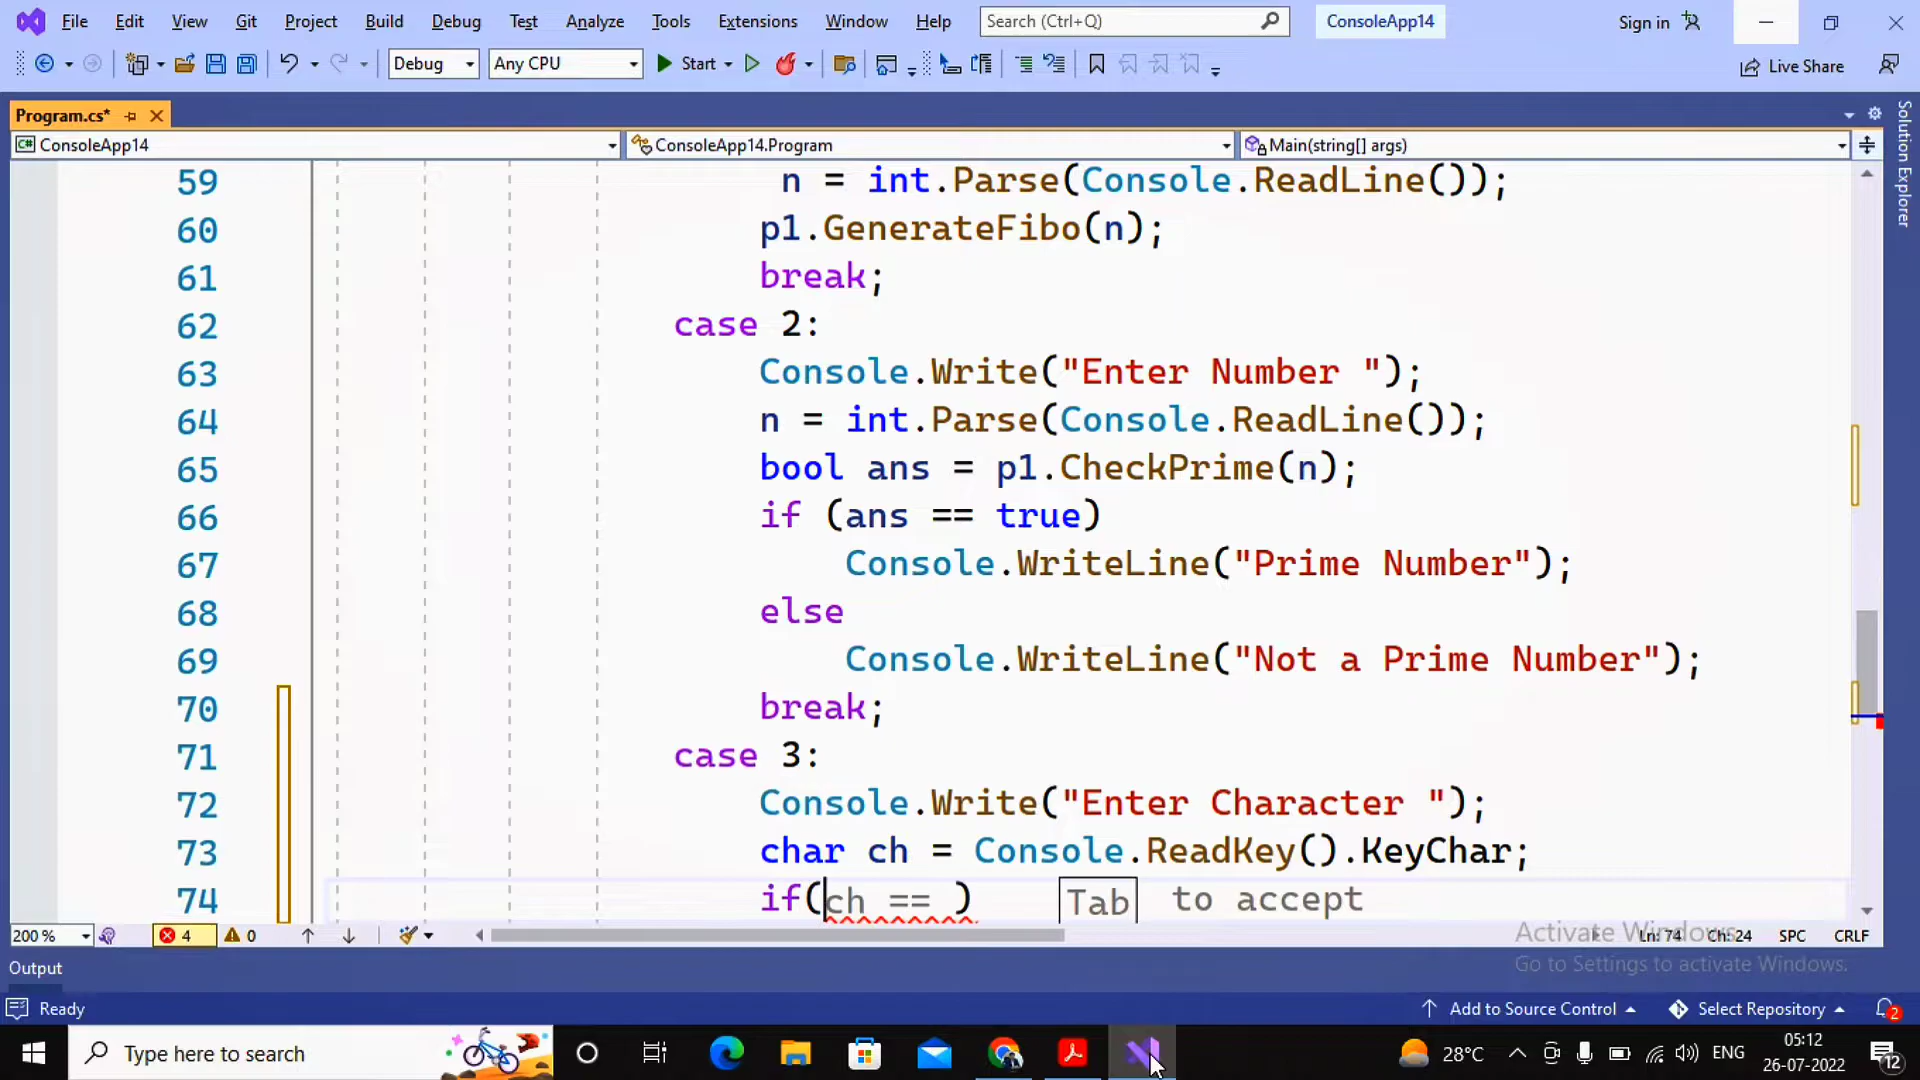 File Edit View Git Project Build Debug Test Analyze Tools Extensions Window Help Search (Ctrl+Q) ConsoleApp14 Sign in
Debug Any CPU Start Live Share
Program.cs*
C# ConsoleApp14 ConsoleApp14.Program Main(string[] args)
Solution Explorer
59 n = int.Parse(Console.ReadLine());
60 p1.GenerateFibo(n);
61 break;
62 case 2:
63 Console.Write("Enter Number ");
64 n = int.Parse(Console.ReadLine());
65 bool ans = p1.CheckPrime(n);
66 if (ans == true)
67 Console.WriteLine("Prime Number");
68 else
69 Console.WriteLine("Not a Prime Number");
70 break;
71 case 3:
72 Console.Write("Enter Character ");
73 char ch = Console.ReadKey().KeyChar;
74 if(ch == ) Tab to accept
200 % 4 0 Ln: 74 Ch: 24 SPC CRLF
Activate Windows
Go to Settings to activate Windows.
Output
Ready Add to Source Control Select Repository 2
Type here to search 28°C ENG 05:12
26-07-2022 12